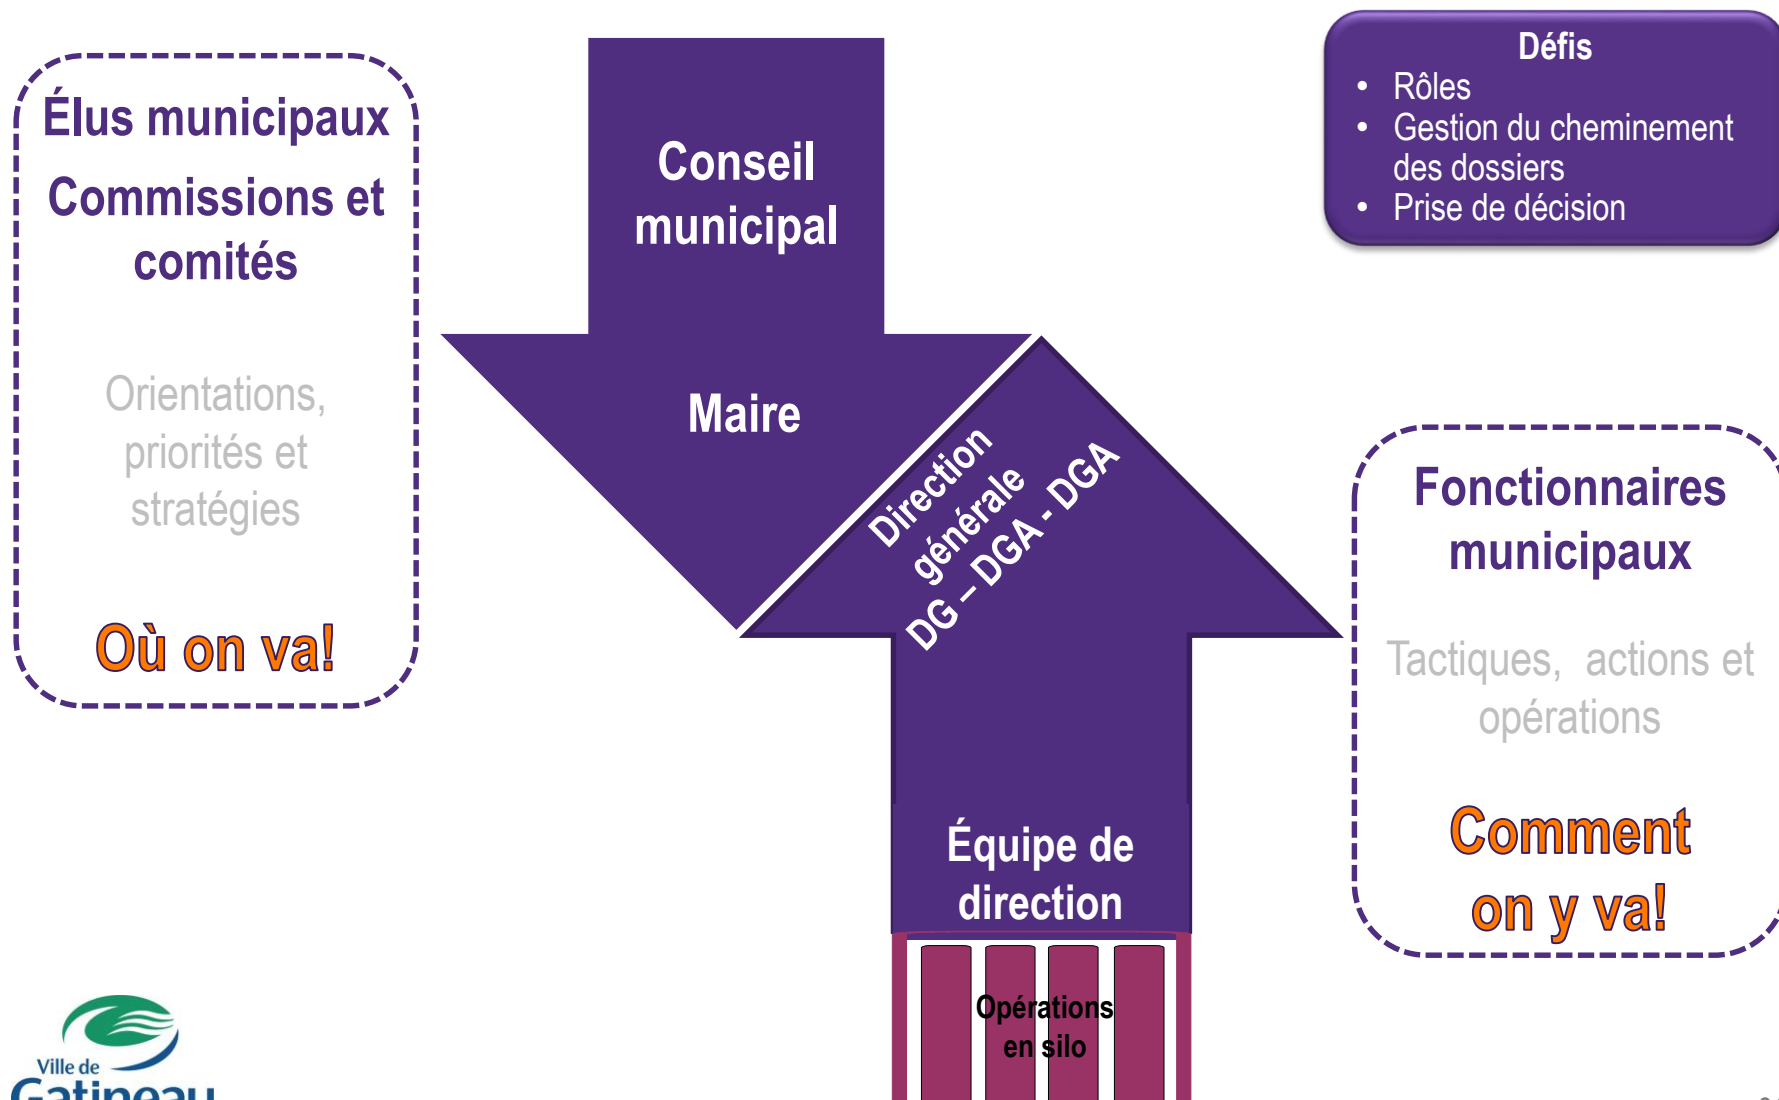 Élus municipaux
Commissions et
comités
Orientations,
priorités et
stratégies
Où on va!
Conseil
municipal
Maire
Direction
générale
DG – DGA - DGA
Équipe de
direction
Opérations
en silo
Défis
• Rôles
• Gestion du cheminement
des dossiers
• Prise de décision
Fonctionnaires
municipaux
Tactiques, actions et
opérations
Comment
on y va!
Ville de
Gatineau